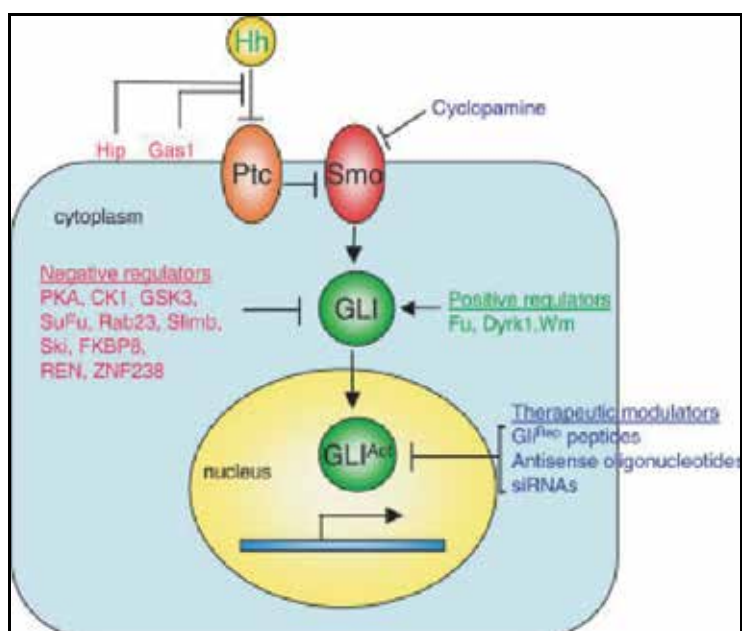 Hh
Cyclopamine
Hip Gas1
Ptc
Smo
cytoplasm
Negative regulators
PKA, CK1, GSK3,
SuFu, Rab23, Slimb,
Ski, FKBP8,
REN, ZNF238
GLI
Positive regulators
Fu, Dyrk1,Wm
Therapeutic modulators
Gli^Rep peptides
Antisense oligonucleotides
siRNAs
GLI^Act
nucleus